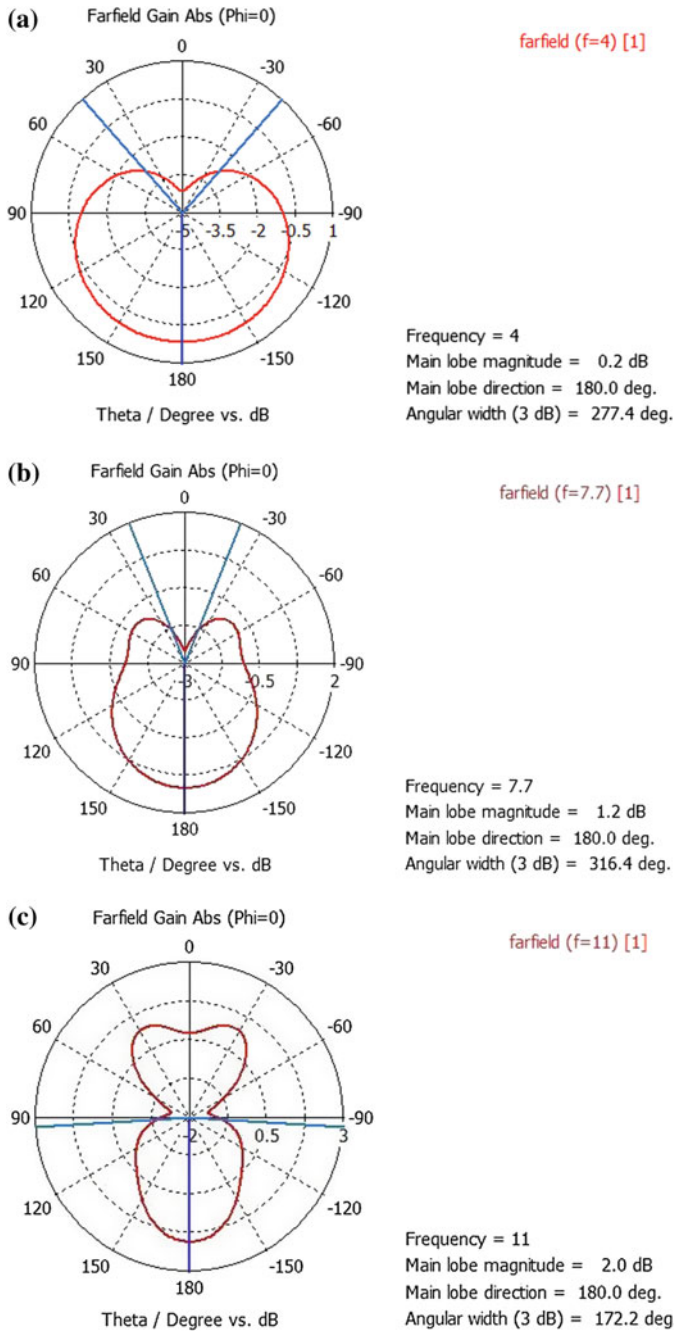 (a)
Farfield Gain Abs (Phi=0)
farfield (f=4) [1]
0
30 -30
60 -60
90 -5 -3.5 -2 -0.5 1 -90
120 -120
150 -150
180
Theta / Degree vs. dB
Frequency = 4
Main lobe magnitude = 0.2 dB
Main lobe direction = 180.0 deg.
Angular width (3 dB) = 277.4 deg.
(b)
Farfield Gain Abs (Phi=0)
farfield (f=7.7) [1]
0
30 -30
60 -60
90 -3 -0.5 2 -90
120 -120
150 -150
180
Theta / Degree vs. dB
Frequency = 7.7
Main lobe magnitude = 1.2 dB
Main lobe direction = 180.0 deg.
Angular width (3 dB) = 316.4 deg.
(c)
Farfield Gain Abs (Phi=0)
farfield (f=11) [1]
0
30 -30
60 -60
90 -2 0.5 3 -90
120 -120
150 -150
180
Theta / Degree vs. dB
Frequency = 11
Main lobe magnitude = 2.0 dB
Main lobe direction = 180.0 deg.
Angular width (3 dB) = 172.2 deg